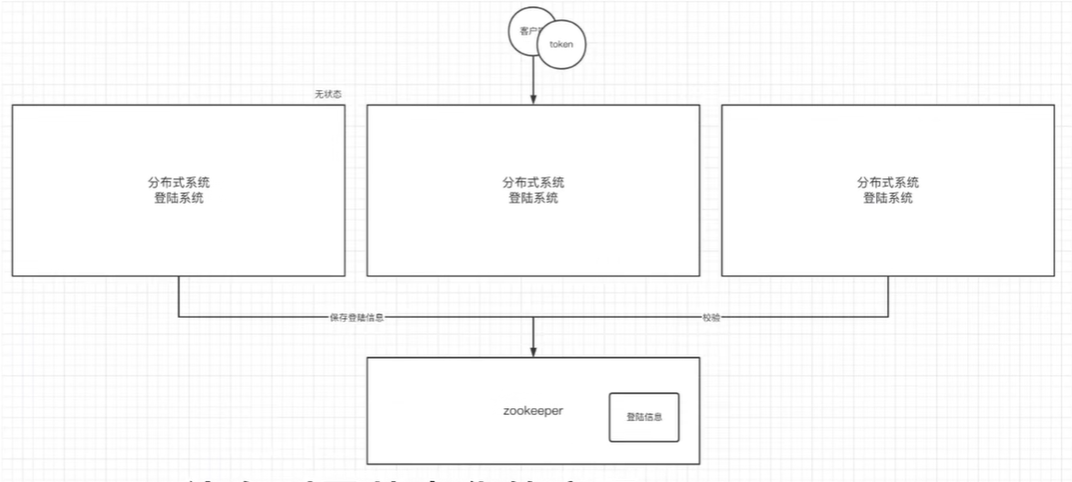 客户
token
无状态
分布式系统
登陆系统
分布式系统
登陆系统
分布式系统
登陆系统
保存登陆信息
校验
zookeeper
登陆信息